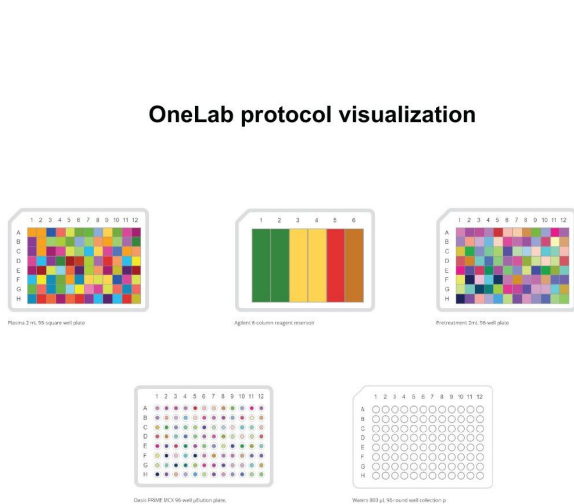 OneLab protocol visualization
1 2 3 4 5 6 7 8 9 10 11 12
A
B
C
D
E
F
G
H
Plasma 2 mL 96-square well plate
1 2 3 4 5 6
Agilent 6-column reagent reservoir
1 2 3 4 5 6 7 8 9 10 11 12
A
B
C
D
E
F
G
H
Pretreatment 2mL 96-well plate
1 2 3 4 5 6 7 8 9 10 11 12
A
B
C
D
E
F
G
H
Oasis PRIME MCX 96-well µElution plate,
1 2 3 4 5 6 7 8 9 10 11 12
A
B
C
D
E
F
G
H
Waters 800 µL 96-round well collection p